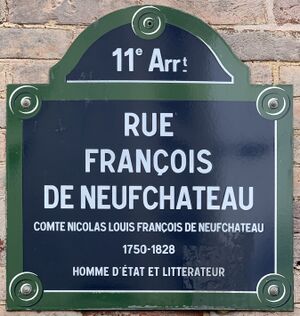 11e Arrt.
RUE
FRANÇOIS
DE NEUFCHATEAU
COMTE NICOLAS LOUIS FRANÇOIS DE NEUFCHATEAU
1750-1828
HOMME D'ÉTAT ET LITTERATEUR